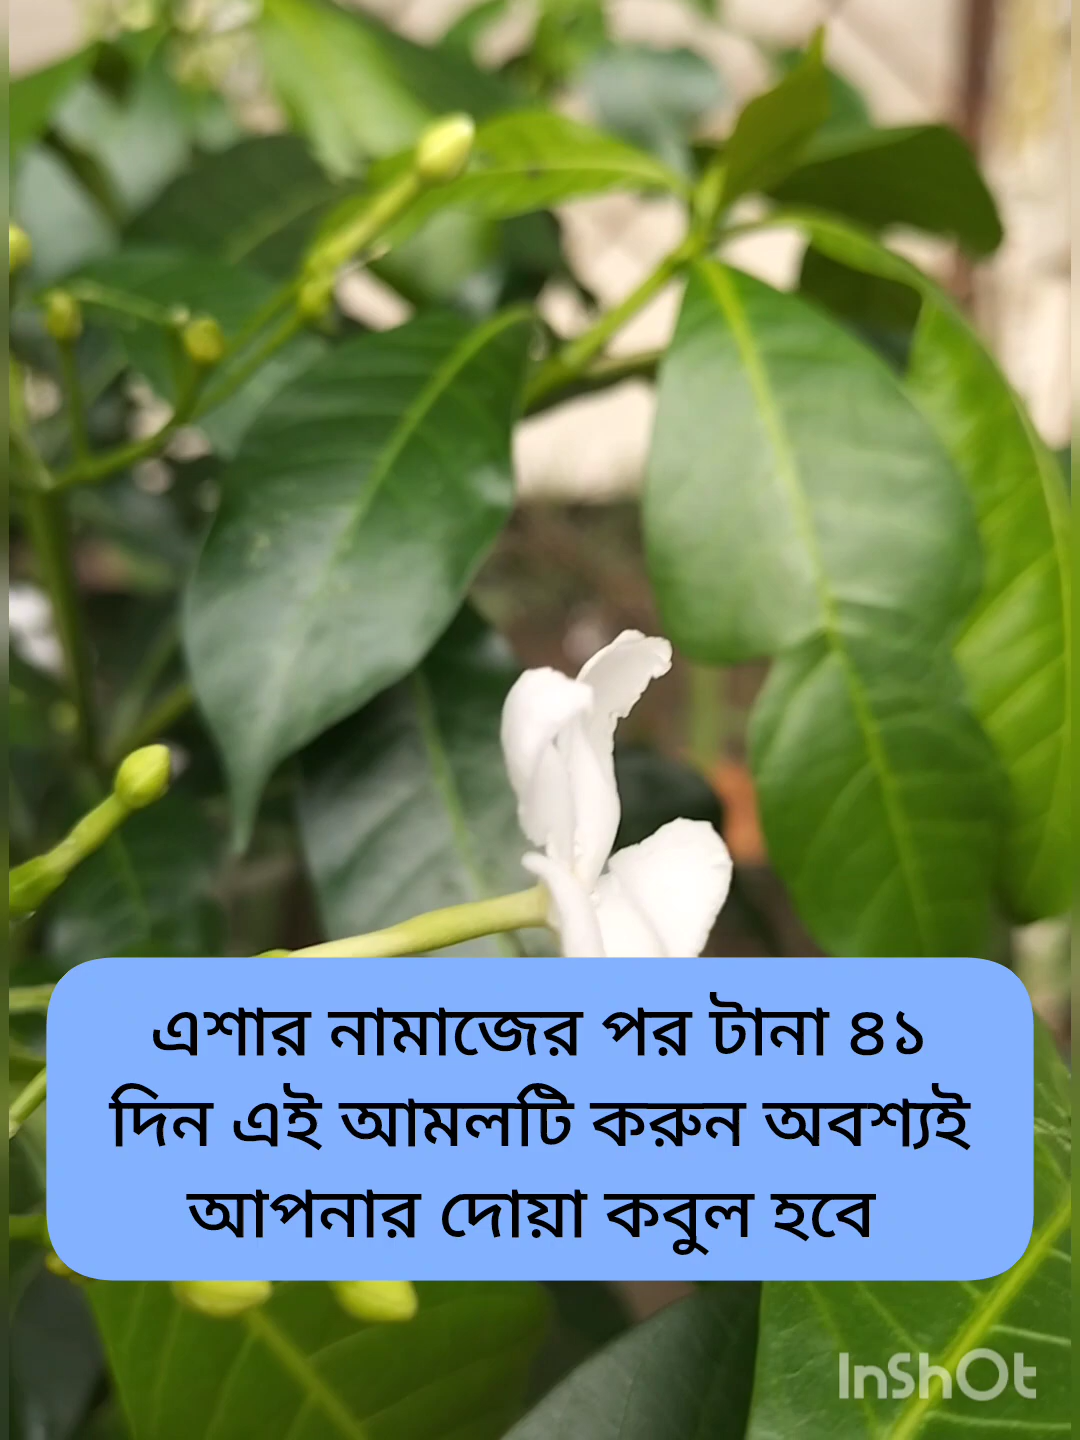 এশার নামাজের পর টানা ৪১
দিন এই আমলটি করুন অবশ্যই
আপনার দোয়া কবুল হবে
InShOt